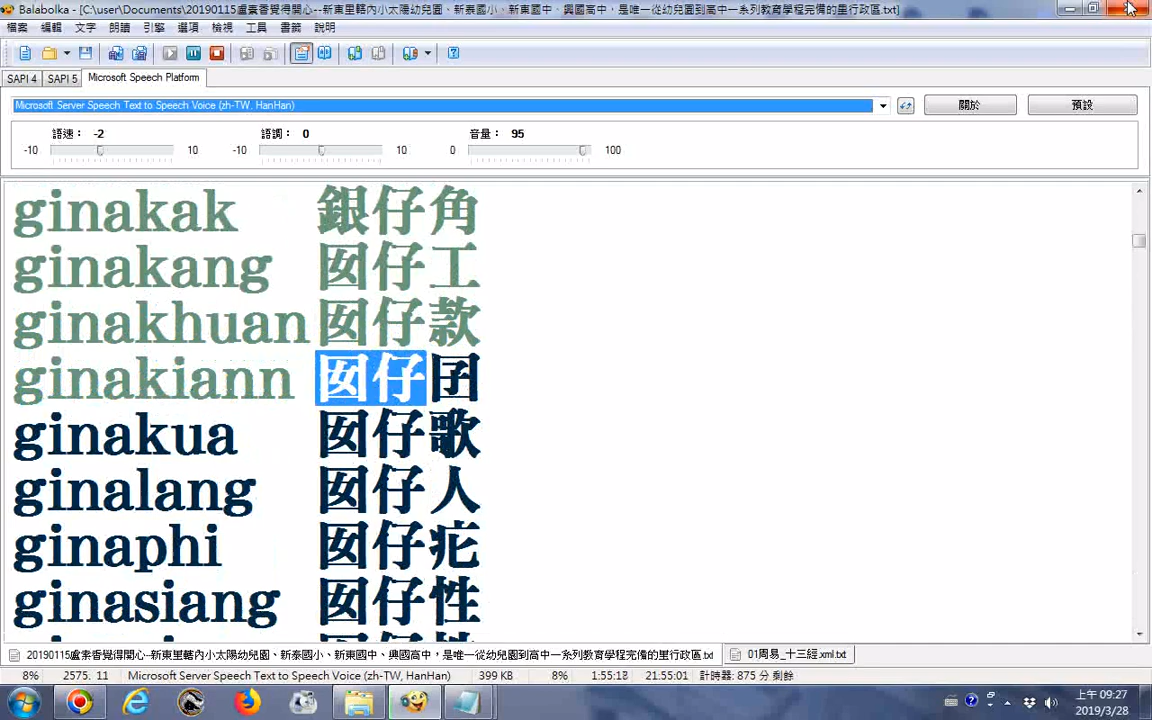 Balabolka - [C:\user\Documents\20190115盧素香覺得開心--新東里轄內小太陽幼兒園、新泰國小、新東國中、興國高中，是唯一從幼兒園到高中一系列教育學程完備的里行政區.txt]
檔案 編輯 文字 朗讀 引擎 選項 檢視 工具 書籤 說明
SAPI 4 SAPI 5 Microsoft Speech Platform
Microsoft Server Speech Text to Speech Voice (zh-TW, HanHan) 關於 預設
語速： -2 語調： 0 音量： 95
-10 10 -10 10 0 100
ginakak 銀仔角
ginakang 囡仔工
ginakhuan 囡仔款
ginakiann 囡仔囝
ginakua 囡仔歌
ginalang 囡仔人
ginaphi 囡仔疕
ginasiang 囡仔性
20190115盧素香覺得開心--新東里轄內小太陽幼兒園、新泰國小、新東國中、興國高中，是唯一從幼兒園到高中一系列教育學程完備的里行政區.txt 01周易_十三經.xml.txt
8% 2575. 11 Microsoft Server Speech Text to Speech Voice (zh-TW, HanHan) 399 KB 8% 1:55:18 21:55:01 計時器: 875 分 剩餘
上午 09:27
2019/3/28